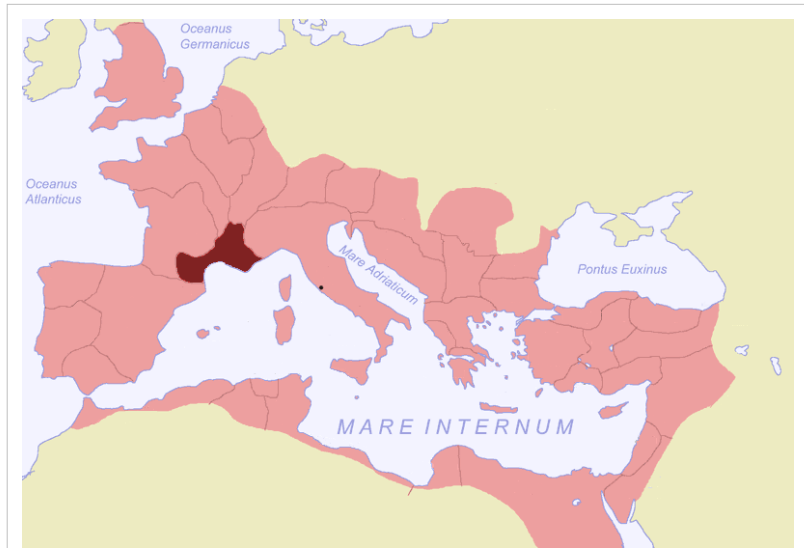 Oceanus
Germanicus
Oceanus
Atlanticus
Mare Adriaticum
Pontus Euxinus
MARE INTERNUM